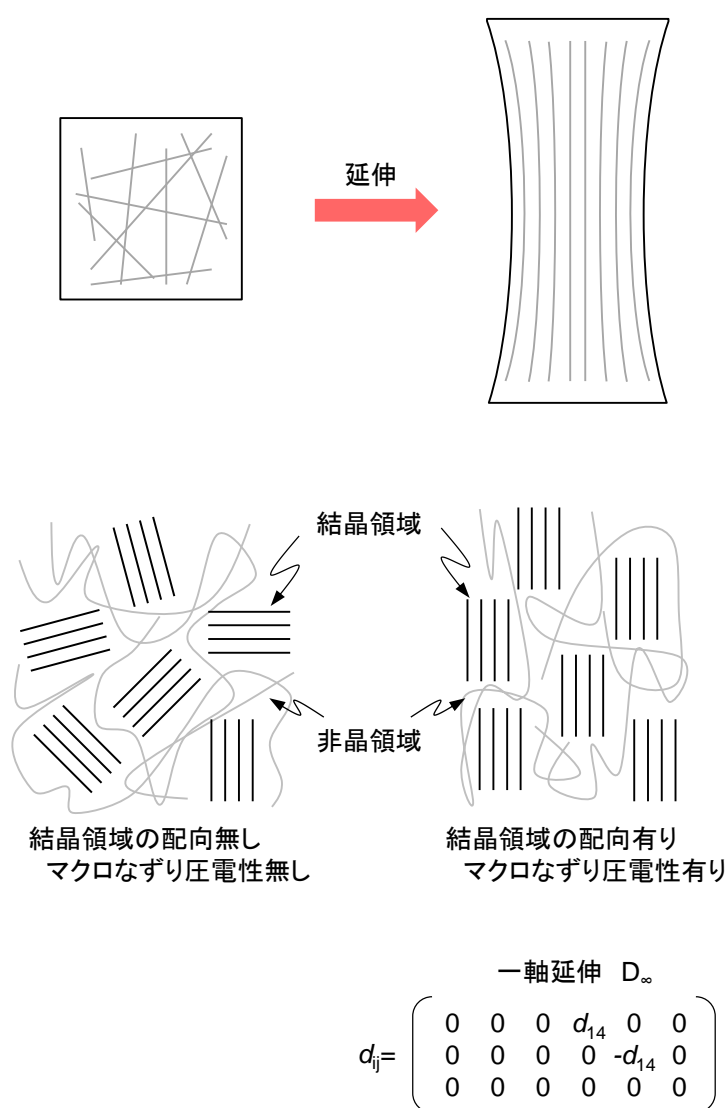 延伸
結晶領域
非晶領域
結晶領域の配向無し
マクロなずり圧電性無し
結晶領域の配向有り
マクロなずり圧電性有り
一軸延伸 D∞
dij=
0 0 0 d14 0 0
0 0 0 0 -d14 0
0 0 0 0 0 0